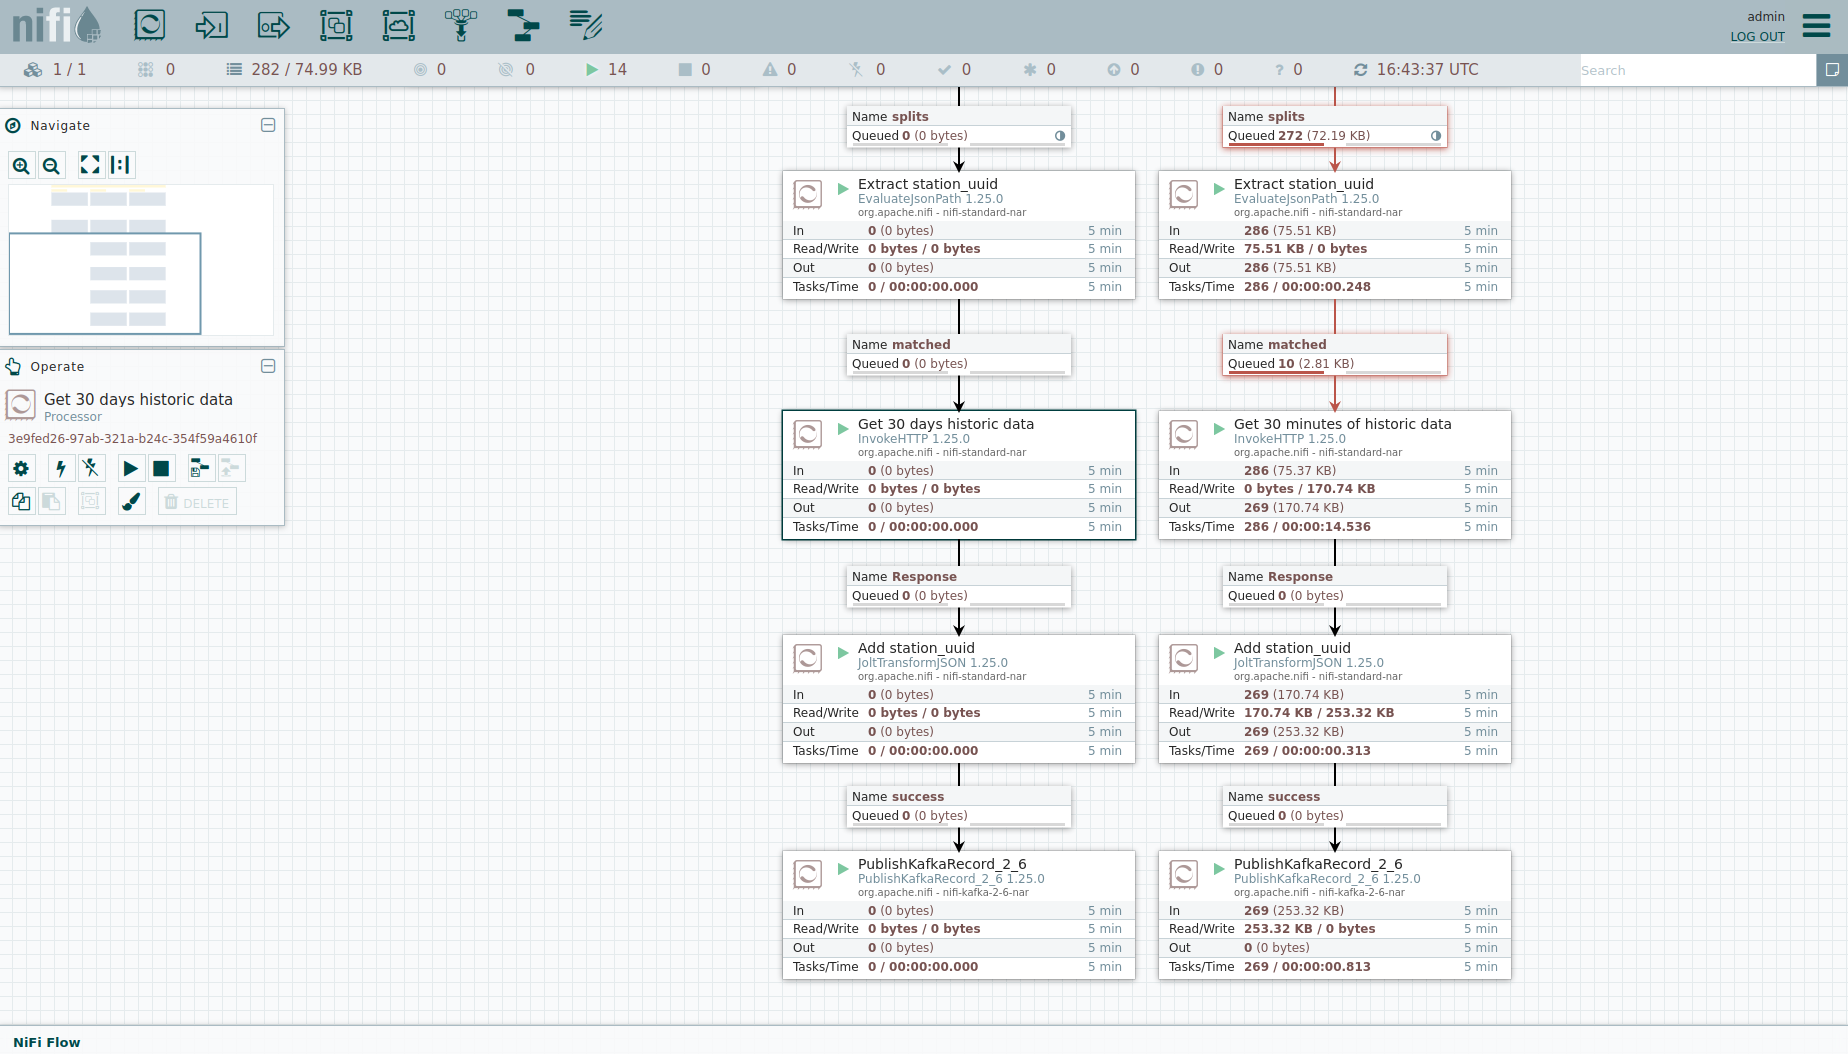 nifi
admin
LOG OUT
1 / 1
0
282 / 74.99 KB
0
0
14
0
0
0
0
0
0
0
0
16:43:37 UTC
Search
Navigate
Operate
Get 30 days historic data
Processor
3e9fed26-97ab-321a-b24c-354f59a4610f
DELETE
Name splits
Queued 0 (0 bytes)
Extract station_uuid
EvaluateJsonPath 1.25.0
org.apache.nifi - nifi-standard-nar
In 0 (0 bytes) 5 min
Read/Write 0 bytes / 0 bytes 5 min
Out 0 (0 bytes) 5 min
Tasks/Time 0 / 00:00:00.000 5 min
Name matched
Queued 0 (0 bytes)
Get 30 days historic data
InvokeHTTP 1.25.0
org.apache.nifi - nifi-standard-nar
In 0 (0 bytes) 5 min
Read/Write 0 bytes / 0 bytes 5 min
Out 0 (0 bytes) 5 min
Tasks/Time 0 / 00:00:00.000 5 min
Name Response
Queued 0 (0 bytes)
Add station_uuid
JoltTransformJSON 1.25.0
org.apache.nifi - nifi-standard-nar
In 0 (0 bytes) 5 min
Read/Write 0 bytes / 0 bytes 5 min
Out 0 (0 bytes) 5 min
Tasks/Time 0 / 00:00:00.000 5 min
Name success
Queued 0 (0 bytes)
PublishKafkaRecord_2_6
PublishKafkaRecord_2_6 1.25.0
org.apache.nifi - nifi-kafka-2-6-nar
In 0 (0 bytes) 5 min
Read/Write 0 bytes / 0 bytes 5 min
Out 0 (0 bytes) 5 min
Tasks/Time 0 / 00:00:00.000 5 min
Name splits
Queued 272 (72.19 KB)
Extract station_uuid
EvaluateJsonPath 1.25.0
org.apache.nifi - nifi-standard-nar
In 286 (75.51 KB) 5 min
Read/Write 75.51 KB / 0 bytes 5 min
Out 286 (75.51 KB) 5 min
Tasks/Time 286 / 00:00:00.248 5 min
Name matched
Queued 10 (2.81 KB)
Get 30 minutes of historic data
InvokeHTTP 1.25.0
org.apache.nifi - nifi-standard-nar
In 286 (75.37 KB) 5 min
Read/Write 0 bytes / 170.74 KB 5 min
Out 269 (170.74 KB) 5 min
Tasks/Time 286 / 00:00:14.536 5 min
Name Response
Queued 0 (0 bytes)
Add station_uuid
JoltTransformJSON 1.25.0
org.apache.nifi - nifi-standard-nar
In 269 (170.74 KB) 5 min
Read/Write 170.74 KB / 253.32 KB 5 min
Out 269 (253.32 KB) 5 min
Tasks/Time 269 / 00:00:00.313 5 min
Name success
Queued 0 (0 bytes)
PublishKafkaRecord_2_6
PublishKafkaRecord_2_6 1.25.0
org.apache.nifi - nifi-kafka-2-6-nar
In 269 (253.32 KB) 5 min
Read/Write 253.32 KB / 0 bytes 5 min
Out 0 (0 bytes) 5 min
Tasks/Time 269 / 00:00:00.813 5 min
NiFi Flow